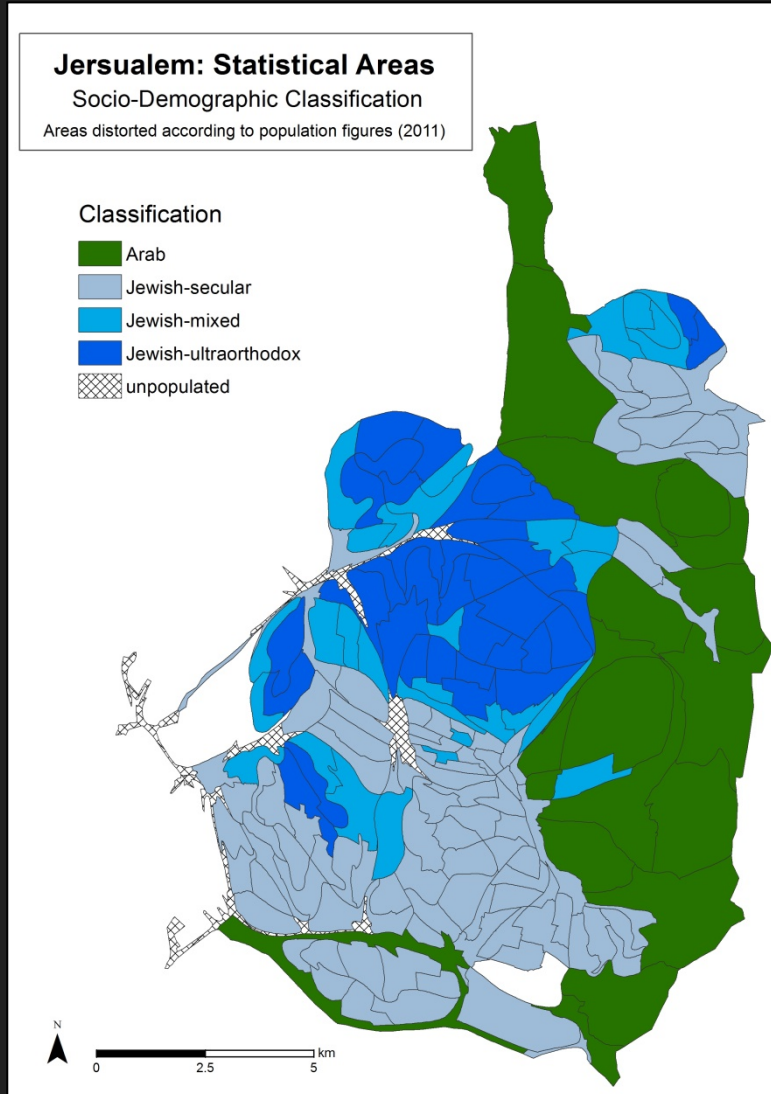 Jersualem: Statistical Areas
Socio-Demographic Classification
Areas distorted according to population figures (2011)
Classification
Arab
Jewish-secular
Jewish-mixed
Jewish-ultraorthodox
unpopulated
N
km
0 2.5 5